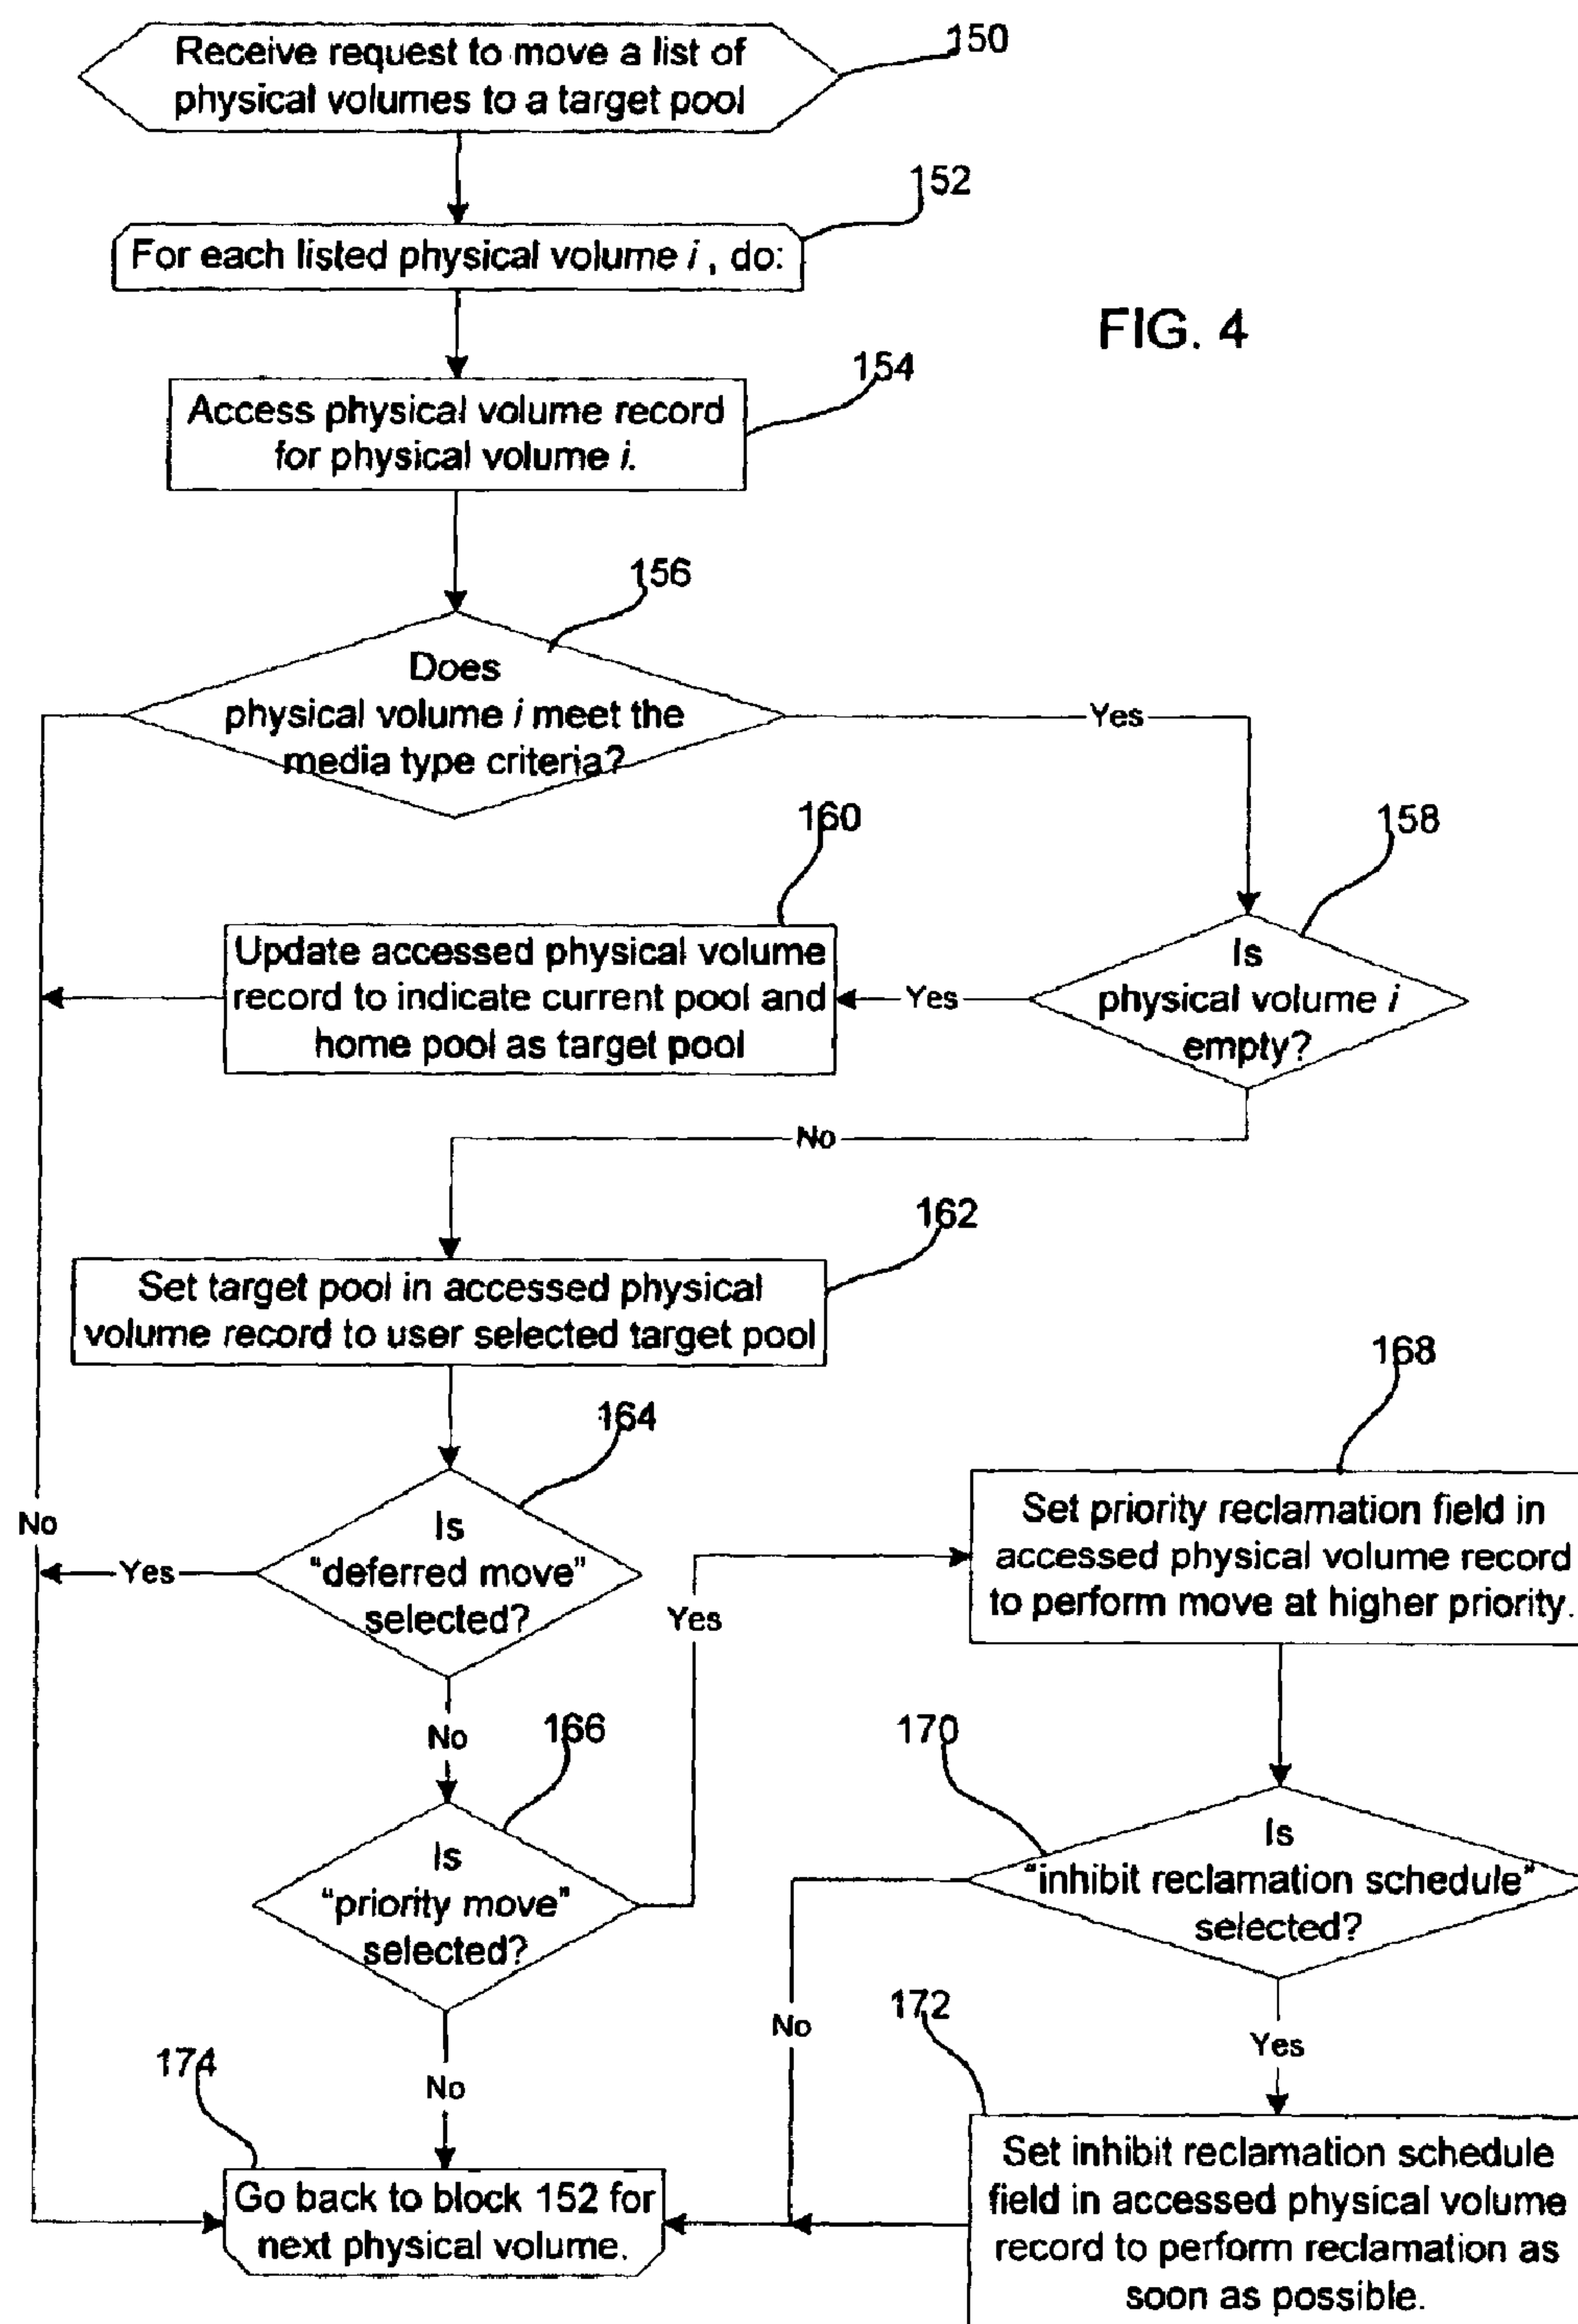 Receive request to move a list of
physical volumes to a target pool
150
152
For each listed physical volume i, do:
FIG. 4
154
Access physical volume record
for physical volume i.
156
Does
physical volume i meet the
media type criteria?
Yes
160
158
Update accessed physical volume
record to indicate current pool and
home pool as target pool
Yes
Is
physical volume i
empty?
No
162
Set target pool in accessed physical
volume record to user selected target pool
168
164
Set priority reclamation field in
accessed physical volume record
to perform move at higher priority.
No
Is
"deferred move"
selected?
Yes
Yes
No
166
170
Is
"priority move"
selected?
Is
"inhibit reclamation schedule"
selected?
No
172
Yes
174
No
Go back to block 152 for
next physical volume.
Set inhibit reclamation schedule
field in accessed physical volume
record to perform reclamation as
soon as possible.